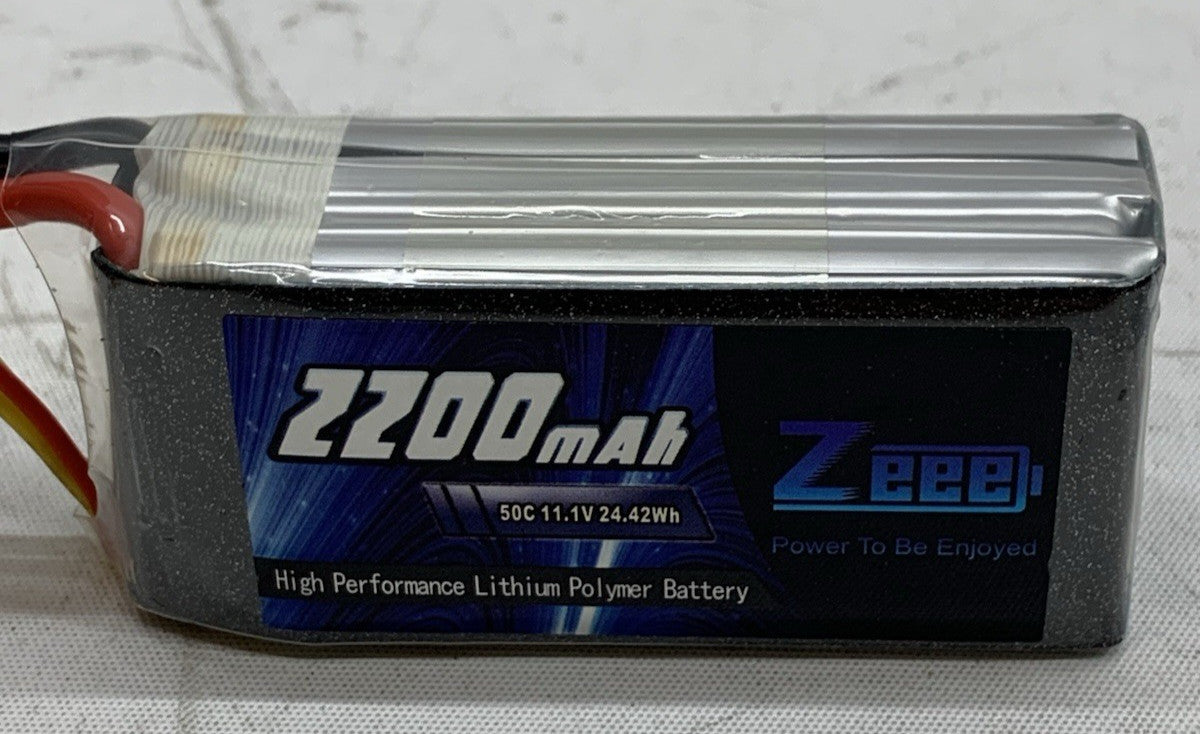 2200mAh
50C 11.1V 24.42Wh
High Performance Lithium Polymer Battery
Zeee
Power To Be Enjoyed